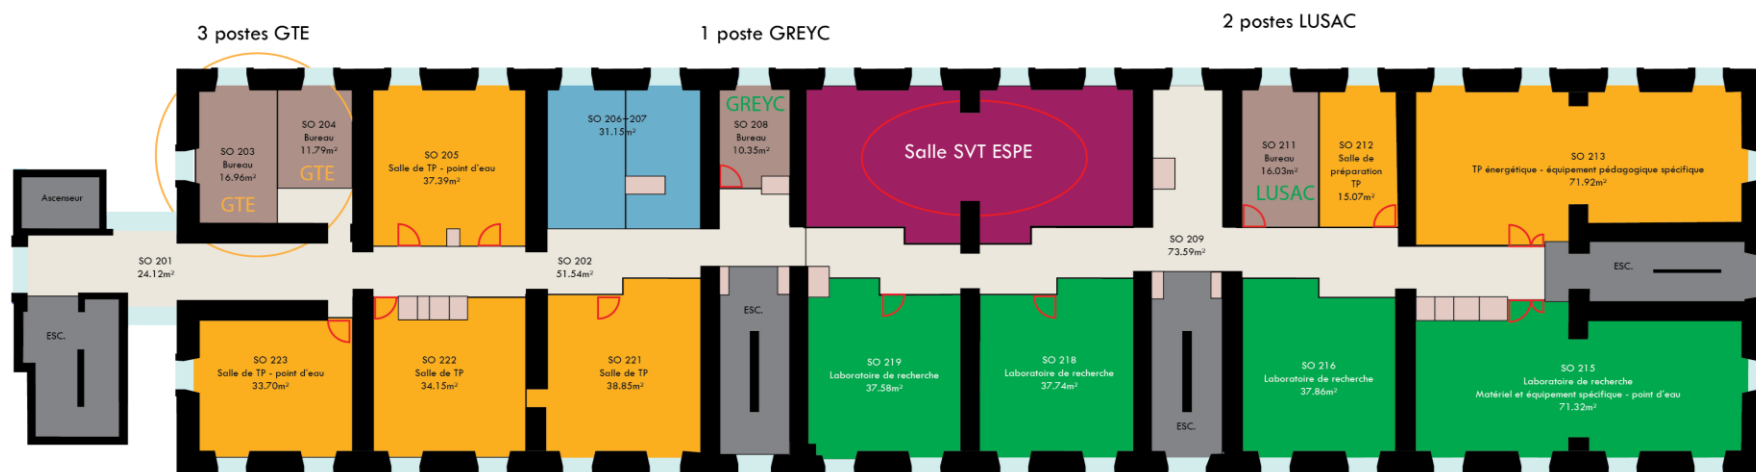 3 postes GTE
1 poste GREYC
2 postes LUSAC
SO 203
Bureau
16.96m²
GTE
SO 204
Bureau
11.79m²
GTE
SO 205
Salle de TP - point d'eau
37.39m²
SO 206+207
31.15m²
GREYC
SO 208
Bureau
10.35m²
Salle SVT ESPE
SO 211
Bureau
16.03m²
LUSAC
SO 212
Salle de
préparation
TP
15.07m²
SO 213
TP énergétique - équipement pédagogique spécifique
71.92m²
Ascenseur
SO 201
24.12m²
SO 202
51.54m²
SO 209
73.59m²
ESC.
ESC.
ESC.
ESC.
SO 223
Salle de TP - point d'eau
33.70m²
SO 222
Salle de TP
34.15m²
SO 221
Salle de TP
38.85m²
SO 219
Laboratoire de recherche
37.58m²
SO 218
Laboratoire de recherche
37.74m²
SO 216
Laboratoire de recherche
37.86m²
SO 215
Laboratoire de recherche
Matériel et équipement spécifique - point d'eau
71.32m²